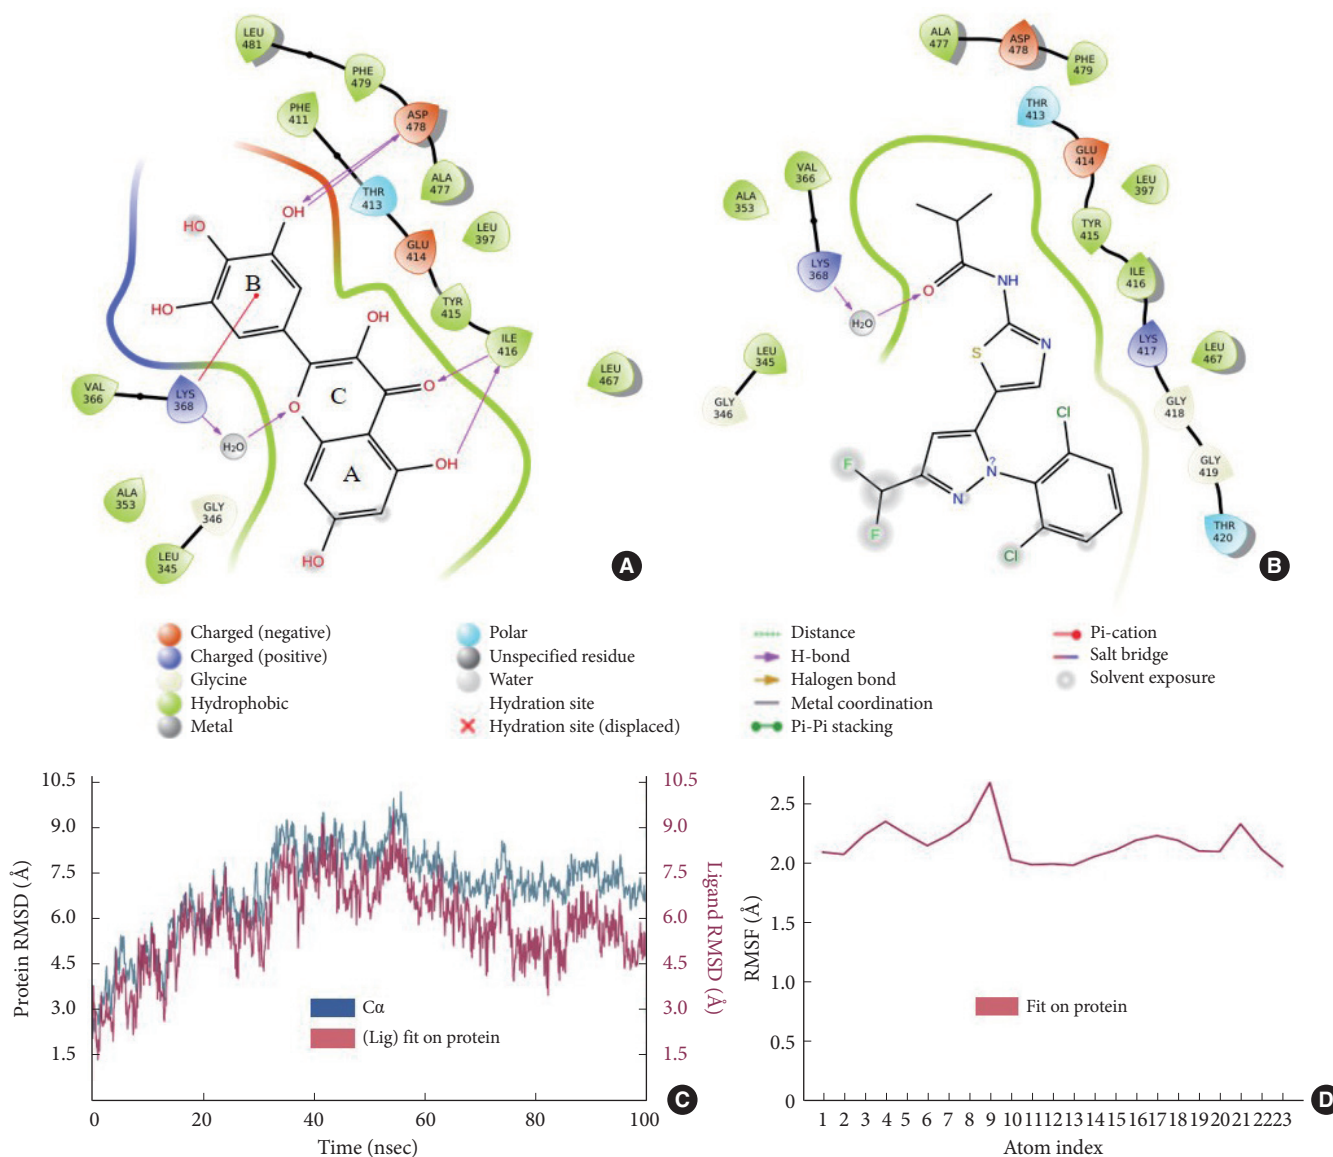 LEU
481
PHE
479
PHE
411
ASP
478
ALA
477
THR
413
LEU
397
GLU
414
TYR
415
ILE
416
LEU
467
VAL
366
LYS
368
H₂O
ALA
353
GLY
346
LEU
345
HO
OH
HO
B
OH
O
C
O
A
OH
HO
A
ALA
477
ASP
478
PHE
479
THR
413
GLU
414
VAL
366
ALA
353
LEU
397
TYR
415
LYS
368
ILE
416
H₂O
O
NH
LYS
417
LEU
467
LEU
345
GLY
346
S
N
GLY
418
Cl
GLY
419
F
N
?
N
F
Cl
THR
420
B
Charged (negative)
Charged (positive)
Glycine
Hydrophobic
Metal
Polar
Unspecified residue
Water
Hydration site
Hydration site (displaced)
Distance
H-bond
Halogen bond
Metal coordination
Pi-Pi stacking
Pi-cation
Salt bridge
Solvent exposure
Protein RMSD (Å)
10.5
9.0
7.5
6.0
4.5
3.0
1.5
Cα
(Lig) fit on protein
10.5
9.0
7.5
6.0
4.5
3.0
1.5
Ligand RMSD (Å)
0 20 40 60 80 100
Time (nsec)
C
RMSF (Å)
2.5
2.0
1.5
1.0
0.5
0
Fit on protein
1 2 3 4 5 6 7 8 9 10 11 12 13 14 15 16 17 18 19 20 21 22 23
Atom index
D